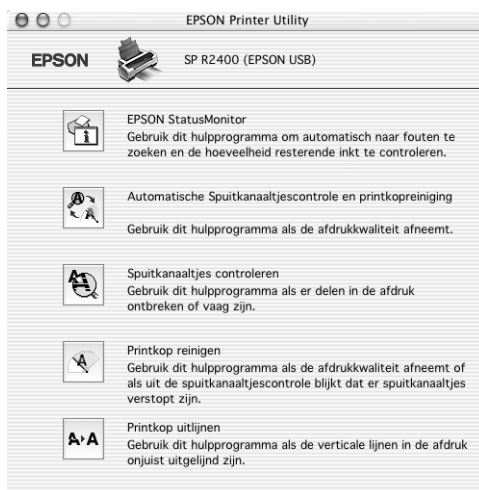 EPSON Printer Utility
EPSON
SP R2400 (EPSON USB)
EPSON StatusMonitor
Gebruik dit hulpprogramma om automatisch naar fouten te
zoeken en de hoeveelheid resterende inkt te controleren.
Automatische Spuitkanaaltjescontrole en printkopreiniging
Gebruik dit hulpprogramma als de afdrukkwaliteit afneemt.
Spuitkanaaltjes controleren
Gebruik dit hulpprogramma als er delen in de afdruk
ontbreken of vaag zijn.
Printkop reinigen
Gebruik dit hulpprogramma als de afdrukkwaliteit afneemt of
als uit de spuitkanaaltjescontrole blijkt dat er spuitkanaaltjes
verstopt zijn.
Printkop uitlijnen
Gebruik dit hulpprogramma als de verticale lijnen in de afdruk
onjuist uitgelijnd zijn.